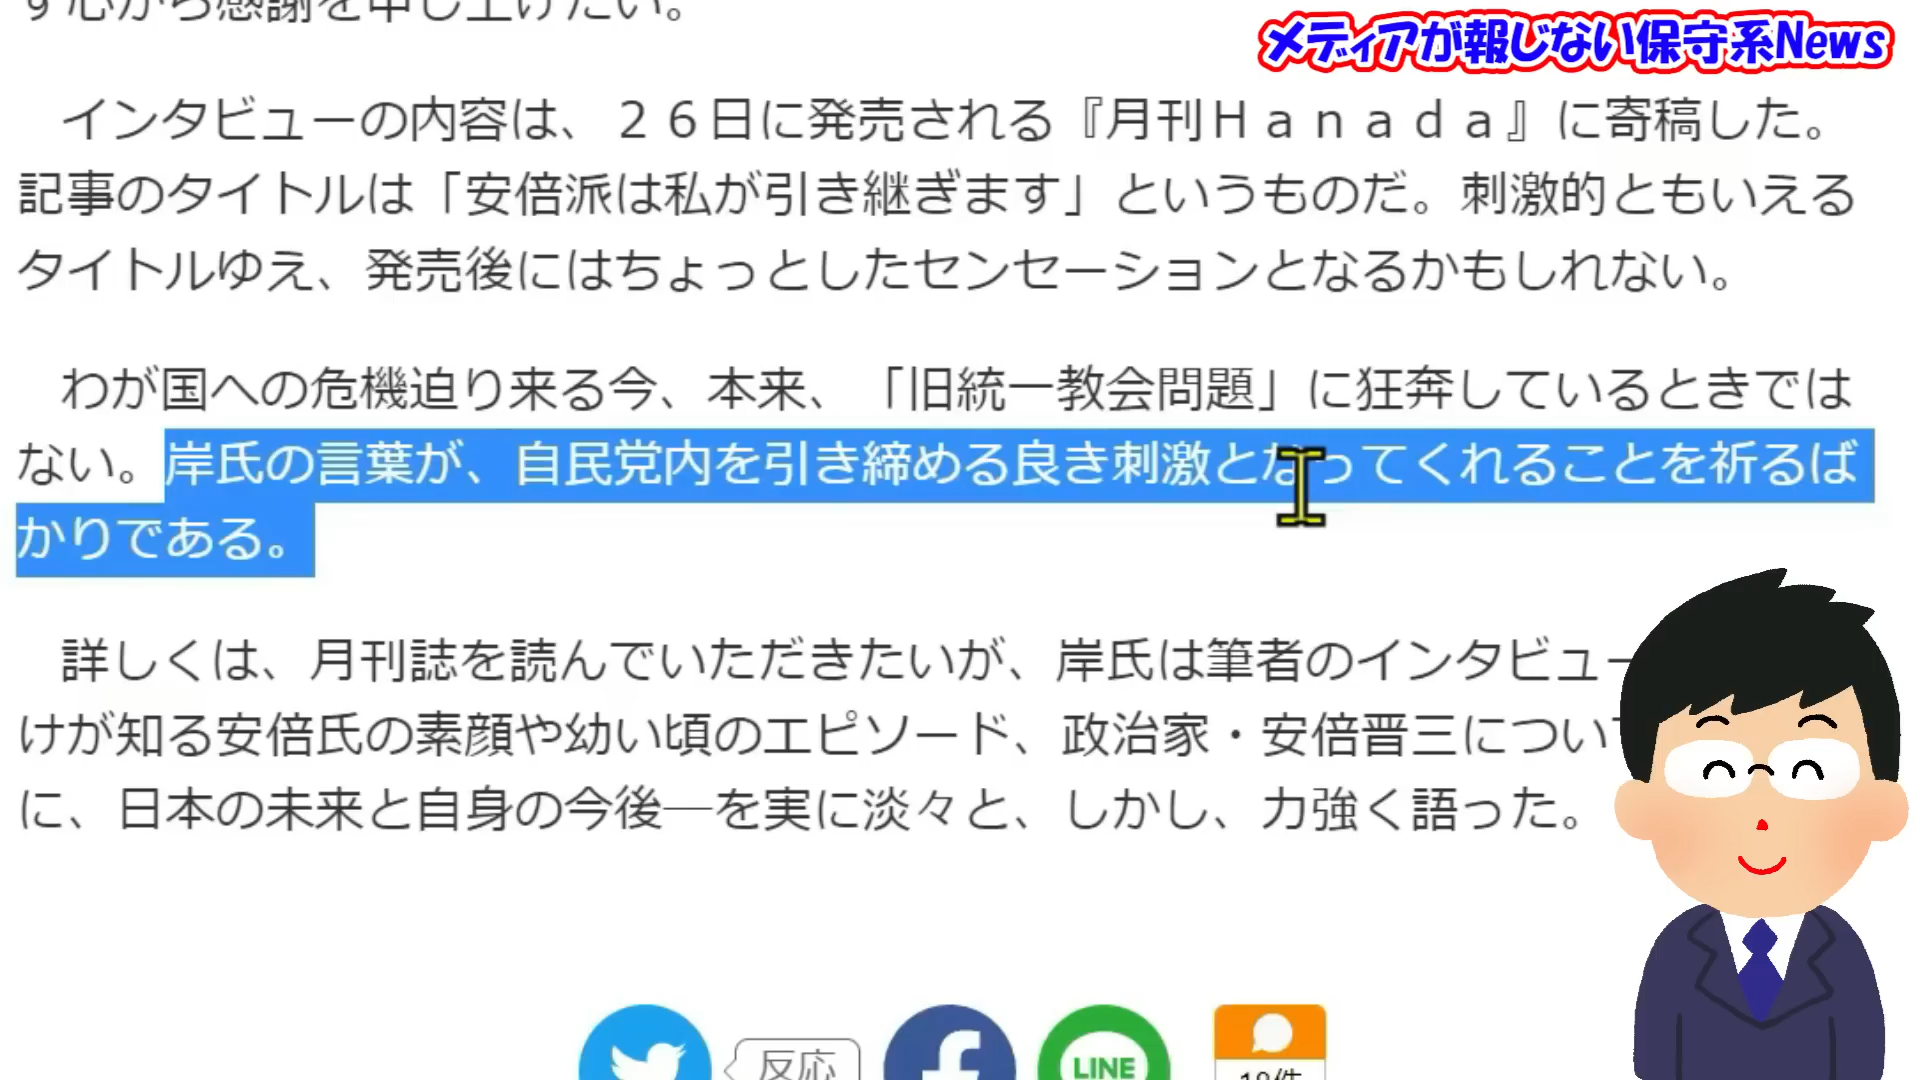 す心から感謝を申し上げたい。
メディアが報じない保守系News
インタビューの内容は、２６日に発売される『月刊Ｈａｎａｄａ』に寄稿した。
記事のタイトルは「安倍派は私が引き継ぎます」というものだ。刺激的ともいえる
タイトルゆえ、発売後にはちょっとしたセンセーションとなるかもしれない。
わが国への危機迫り来る今、本来、「旧統一教会問題」に狂奔しているときでは
ない。岸氏の言葉が、自民党内を引き締める良き刺激となってくれることを祈るば
かりである。
詳しくは、月刊誌を読んでいただきたいが、岸氏は筆者のインタビュー
けが知る安倍氏の素顔や幼い頃のエピソード、政治家・安倍晋三につい
に、日本の未来と自身の今後―を実に淡々と、しかし、力強く語った。
反応
LINE